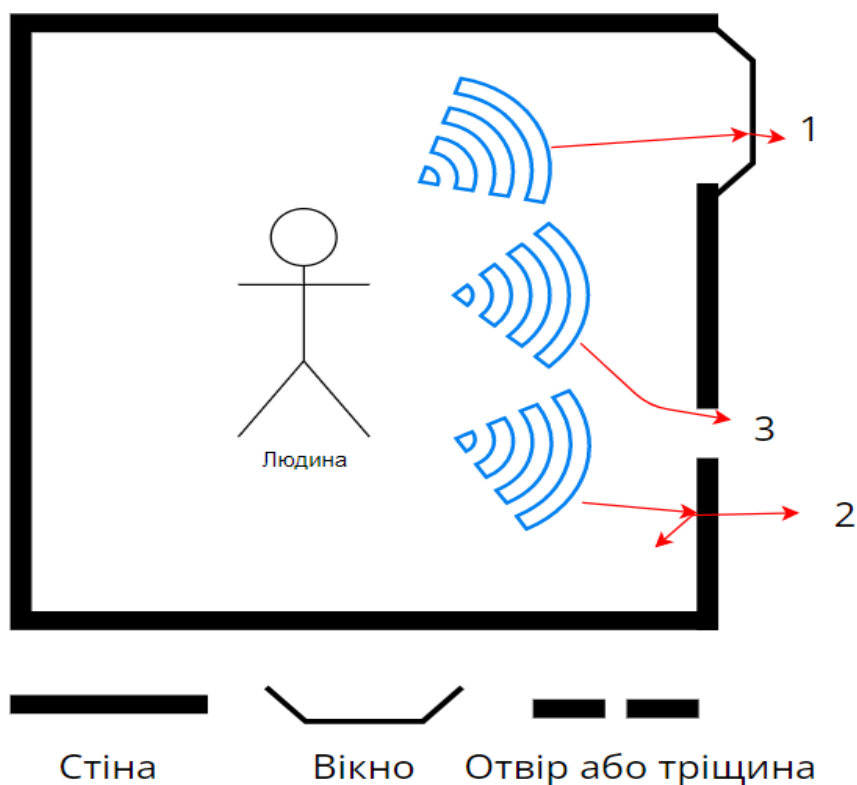 1
Людина
3
2
Стіна
Вікно
Отвір або тріщина